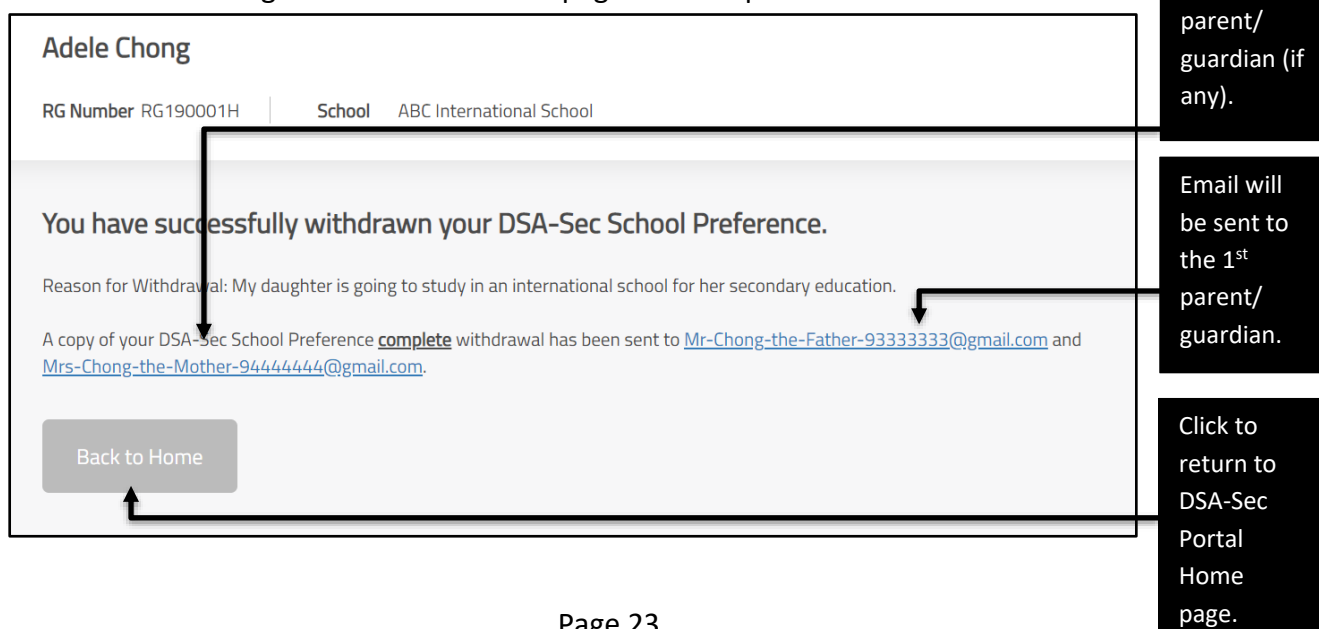 Adele Chong
RG Number RG190001H School ABC International School
You have successfully withdrawn your DSA-Sec School Preference.
Reason for Withdrawal: My daughter is going to study in an international school for her secondary education.
A copy of your DSA-Sec School Preference complete withdrawal has been sent to Mr-Chong-the-Father-93333333@gmail.com and
Mrs-Chong-the-Mother-94444444@gmail.com.
Back to Home
parent/
guardian (if
any).
Email will
be sent to
the 1st
parent/
guardian.
Click to
return to
DSA-Sec
Portal
Home
page.
Page 23